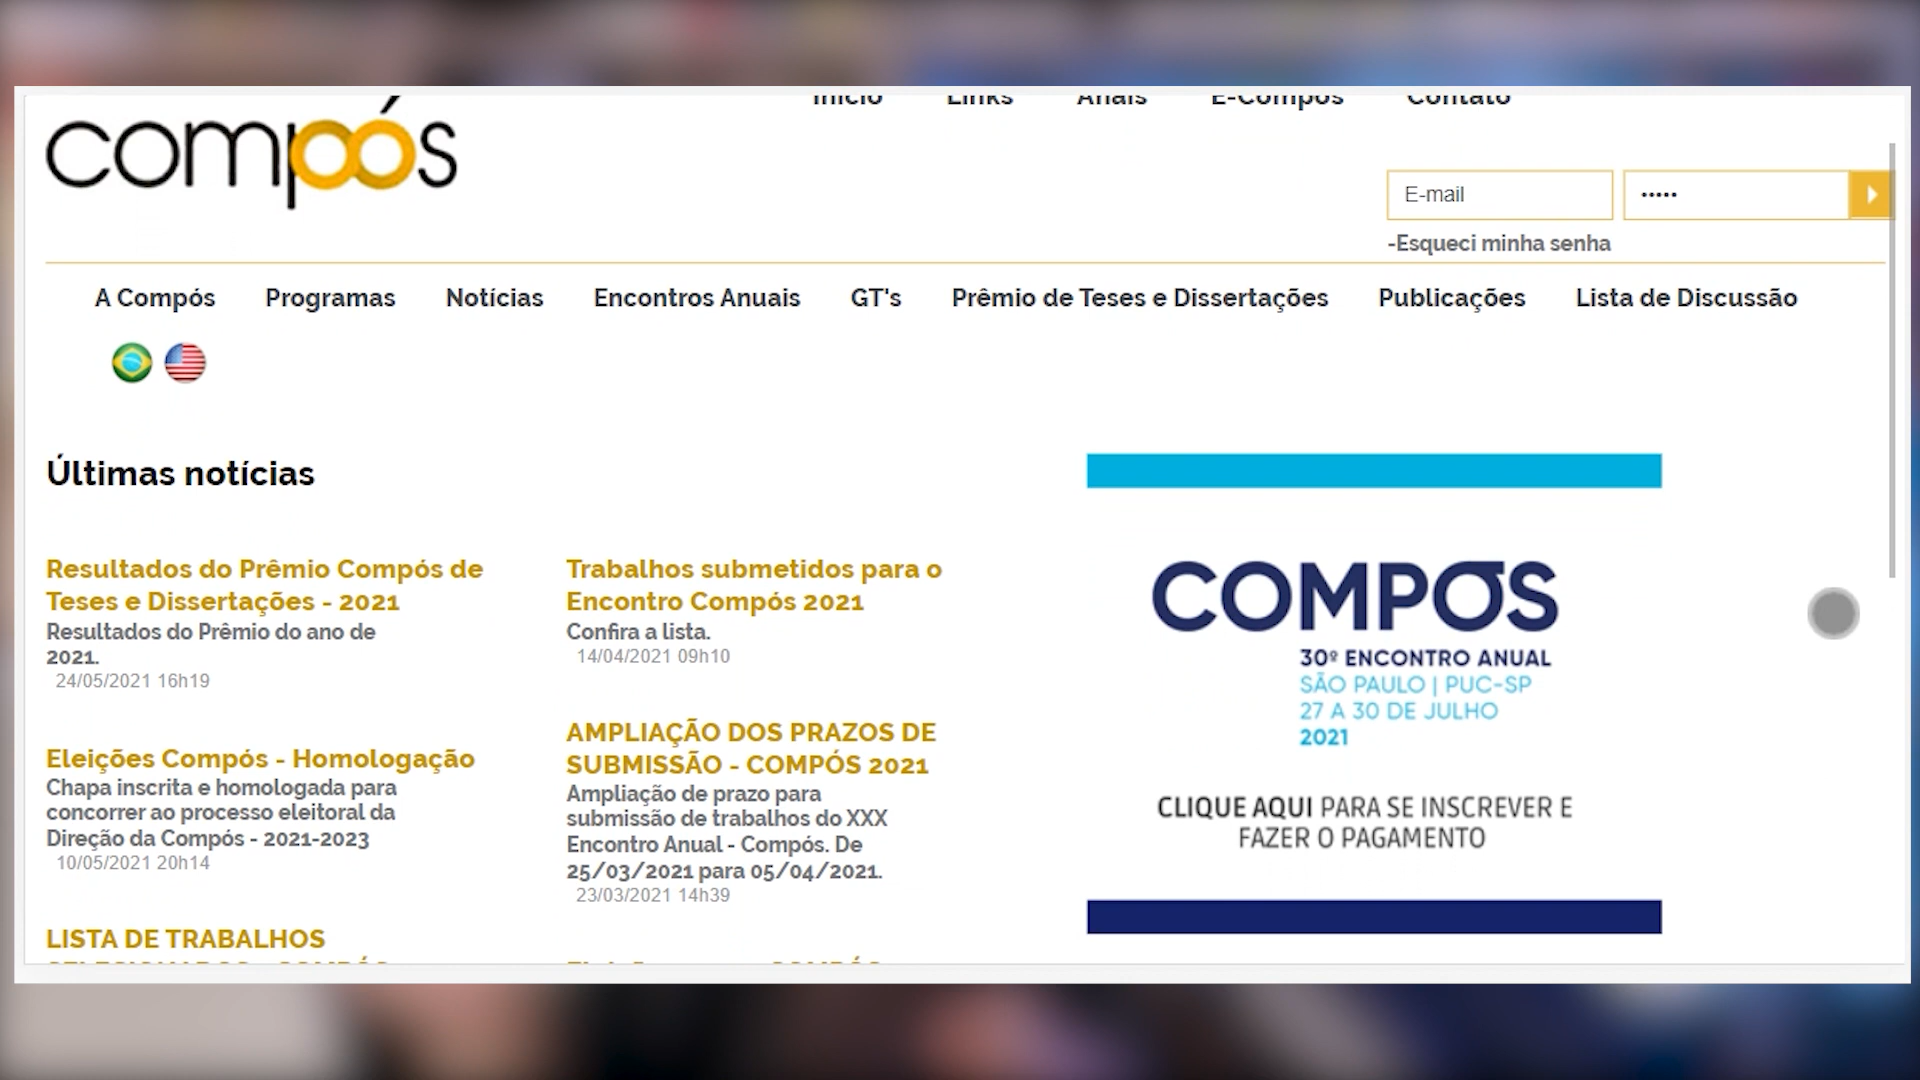 Início Links Anais E-Compós Contato
compós
E-mail
•••••
-Esqueci minha senha
A Compós Programas Notícias Encontros Anuais GT's Prêmio de Teses e Dissertações Publicações Lista de Discussão
Últimas notícias
Resultados do Prêmio Compós de
Teses e Dissertações - 2021
Resultados do Prêmio do ano de
2021.
24/05/2021 16h19
Eleições Compós - Homologação
Chapa inscrita e homologada para
concorrer ao processo eleitoral da
Direção da Compós - 2021-2023
10/05/2021 20h14
LISTA DE TRABALHOS
Trabalhos submetidos para o
Encontro Compós 2021
Confira a lista.
14/04/2021 09h10
AMPLIAÇÃO DOS PRAZOS DE
SUBMISSÃO - COMPÓS 2021
Ampliação de prazo para
submissão de trabalhos do XXX
Encontro Anual - Compós. De
25/03/2021 para 05/04/2021.
23/03/2021 14h39
COMPÓS
30º ENCONTRO ANUAL
SÃO PAULO | PUC-SP
27 A 30 DE JULHO
2021
CLIQUE AQUI PARA SE INSCREVER E
FAZER O PAGAMENTO